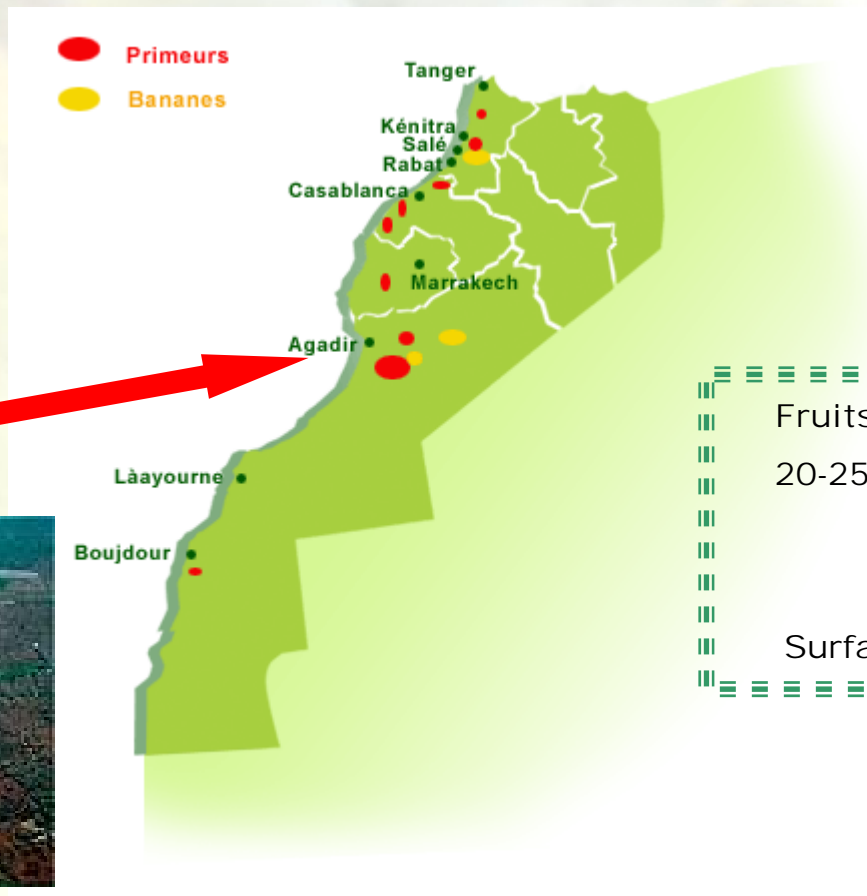 Primeurs
Bananes
Tanger
Kénitra
Salé
Rabat
Casablanca
Marrakech
Agadir
Làayourne
Boujdour
Fruits
20-25
Surfa